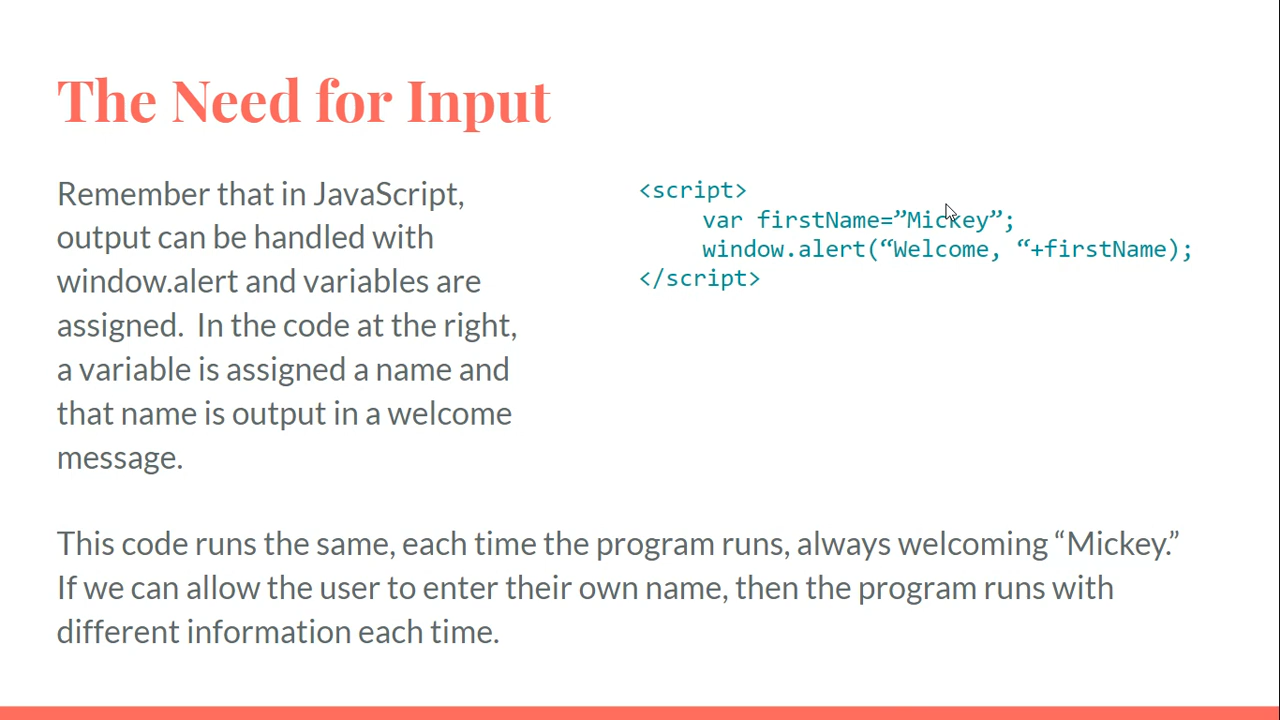 The Need for Input
Remember that in JavaScript,
output can be handled with
window.alert and variables are
assigned.  In the code at the right,
a variable is assigned a name and
that name is output in a welcome
message.
<script>
var firstName=”Mickey”;
window.alert(“Welcome, “+firstName);
</script>
This code runs the same, each time the program runs, always welcoming “Mickey.”
If we can allow the user to enter their own name, then the program runs with
different information each time.